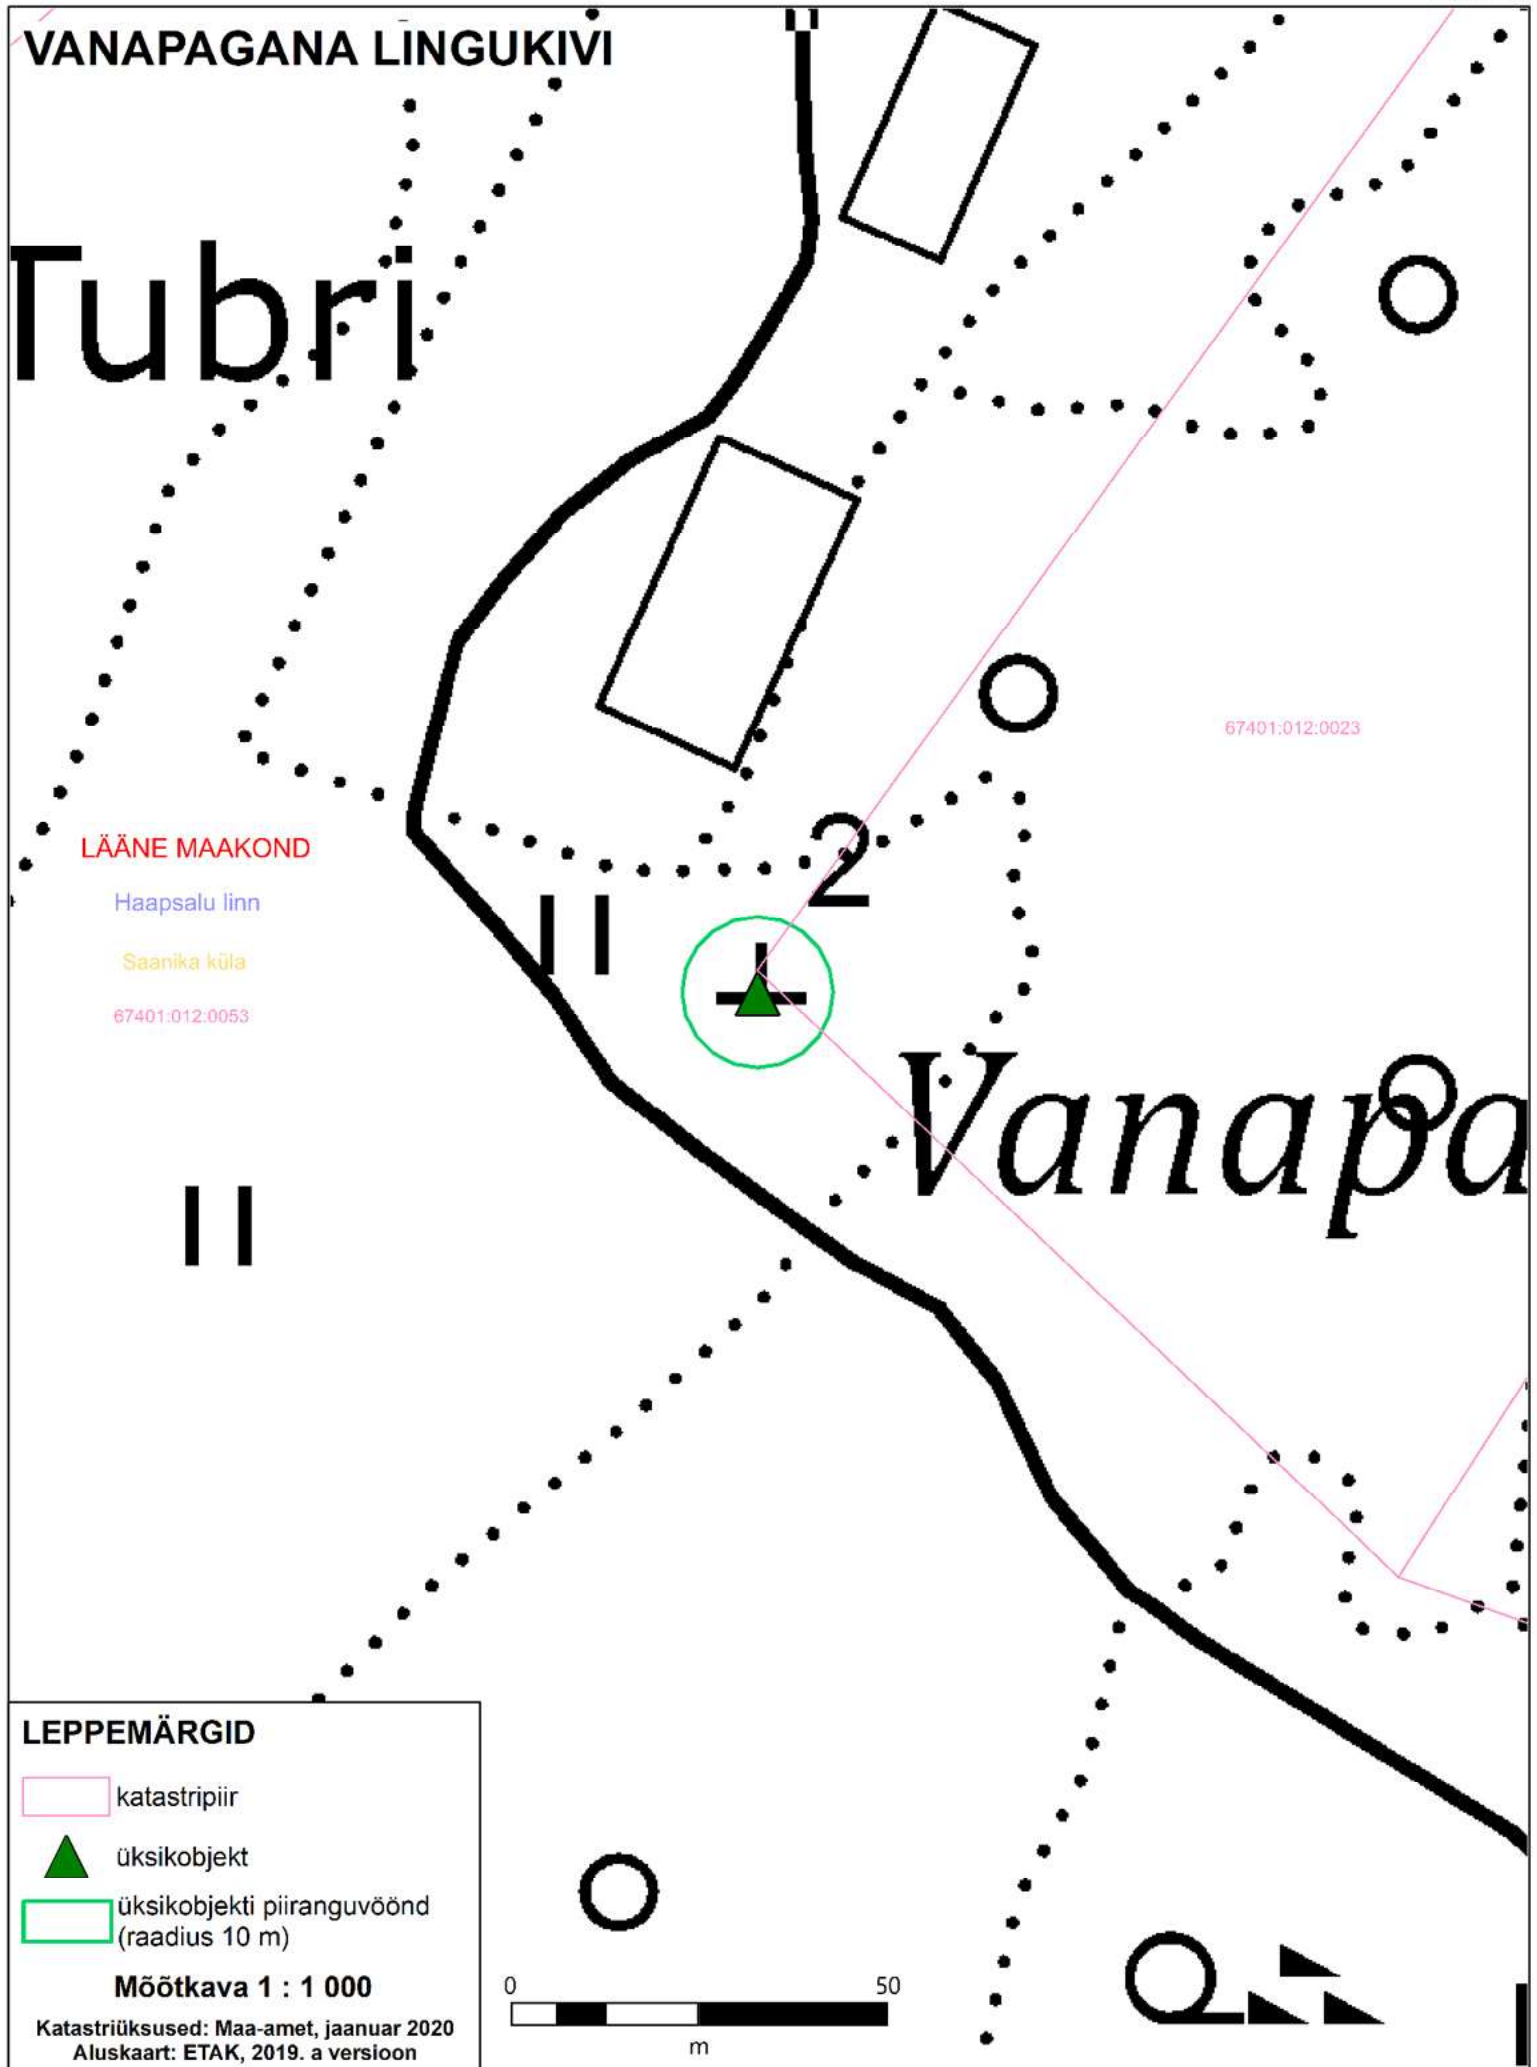 VANAPAGANA LINGUKIVI
Tubri
67401:012:0023
2
LÄÄNE MAAKOND
Haapsalu linn
Saanika küla
67401:012:0053
Vanapa
LEPPEMÄRGID
katastripiir
üksikobjekt
üksikobjekti piiranguvöönd
(raadius 10 m)
Mõõtkava 1 : 1 000
Katastriüksused: Maa-amet, jaanuar 2020
Aluskaart: ETAK, 2019. a versioon
0 50
m